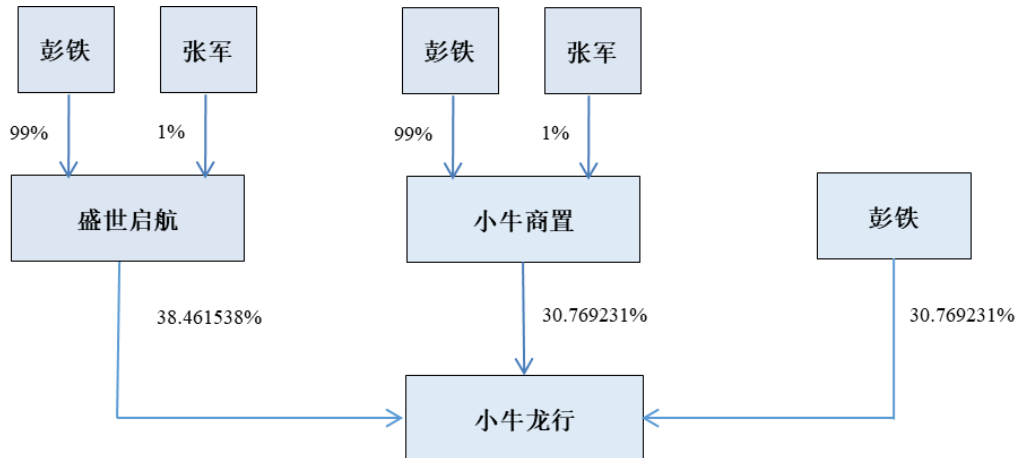 彭铁
张军
彭铁
张军
99%
1%
99%
1%
盛世启航
小牛商置
彭铁
38.461538%
30.769231%
30.769231%
小牛龙行